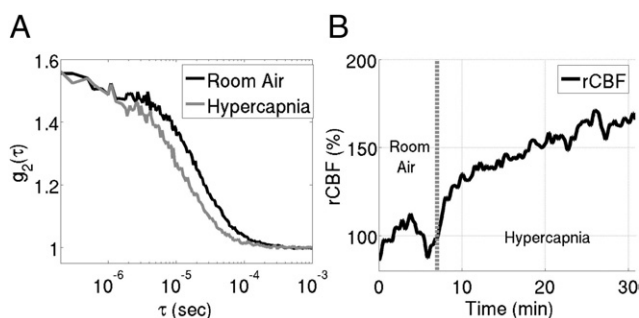 A
g₂(τ)
1.6
1.4
1.2
1
10⁻⁶
10⁻⁵
10⁻⁴
10⁻³
τ (sec)
Room Air
Hypercapnia
B
rCBF (%)
200
150
100
0
10
20
30
Time (min)
rCBF
Room
Air
Hypercapnia